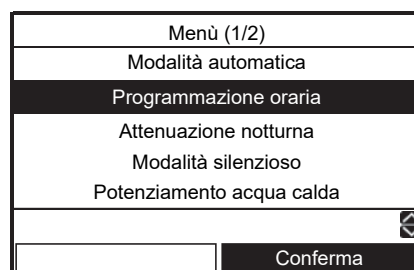 Menù (1/2)
Modalità automatica
Programmazione oraria
Attenuazione notturna
Modalità silenzioso
Potenziamento acqua calda
Conferma